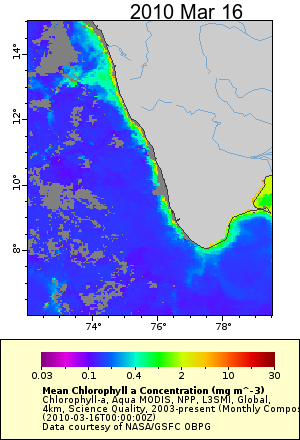 2010 Mar 16
14°
12°
10°
8°
74° 76° 78°
0.03 0.1 0.4 2 10 30
Mean Chlorophyll a Concentration (mg m^-3)
Chlorophyll-a, Aqua MODIS, NPP, L3SMI, Global,
4km, Science Quality, 2003-present (Monthly Compos
(2010-03-16T00:00:00Z)
Data courtesy of NASA/GSFC OBPG